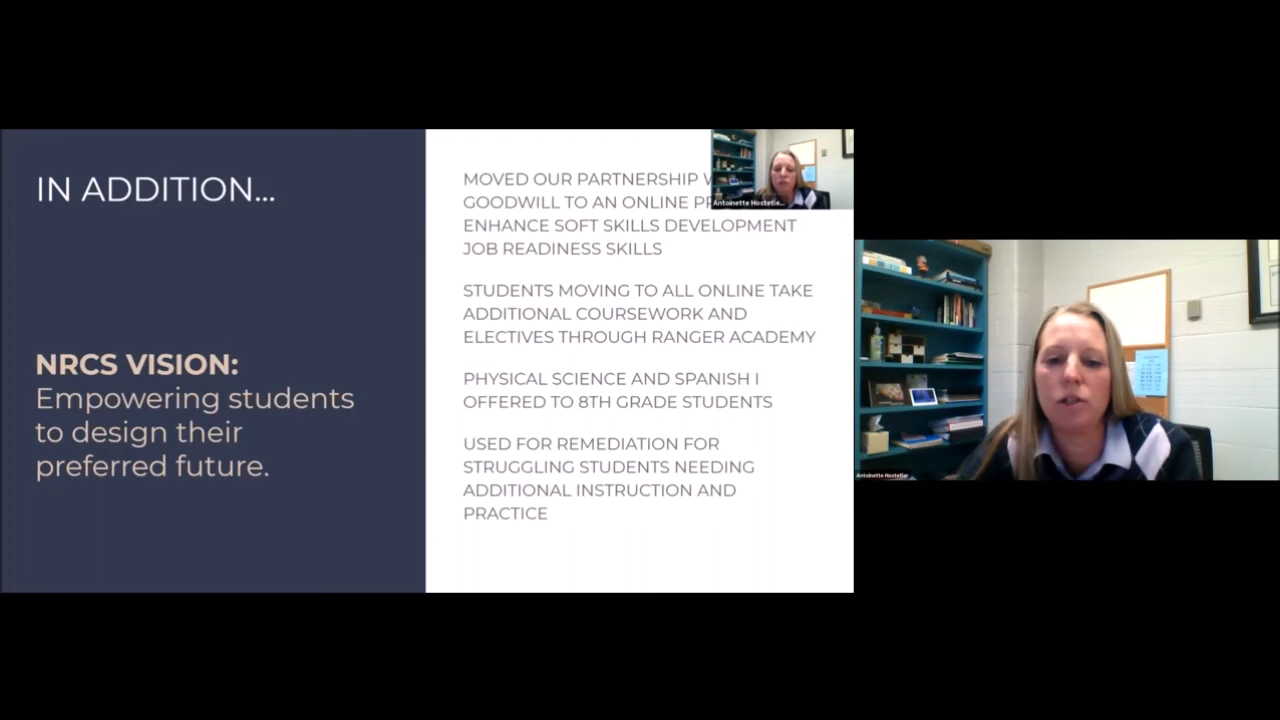 IN ADDITION...
NRCS VISION:
Empowering students
to design their
preferred future.
MOVED OUR PARTNERSHIP
GOODWILL TO AN ONLINE
ENHANCE SOFT SKILLS DEVELOPMENT
JOB READINESS SKILLS
STUDENTS MOVING TO ALL ONLINE TAKE
ADDITIONAL COURSEWORK AND
ELECTIVES THROUGH RANGER ACADEMY
PHYSICAL SCIENCE AND SPANISH I
OFFERED TO 8TH GRADE STUDENTS
USED FOR REMEDIATION FOR
STRUGGLING STUDENTS NEEDING
ADDITIONAL INSTRUCTION AND
PRACTICE
Antoinette Hostetle...
Antoinette Hostetler